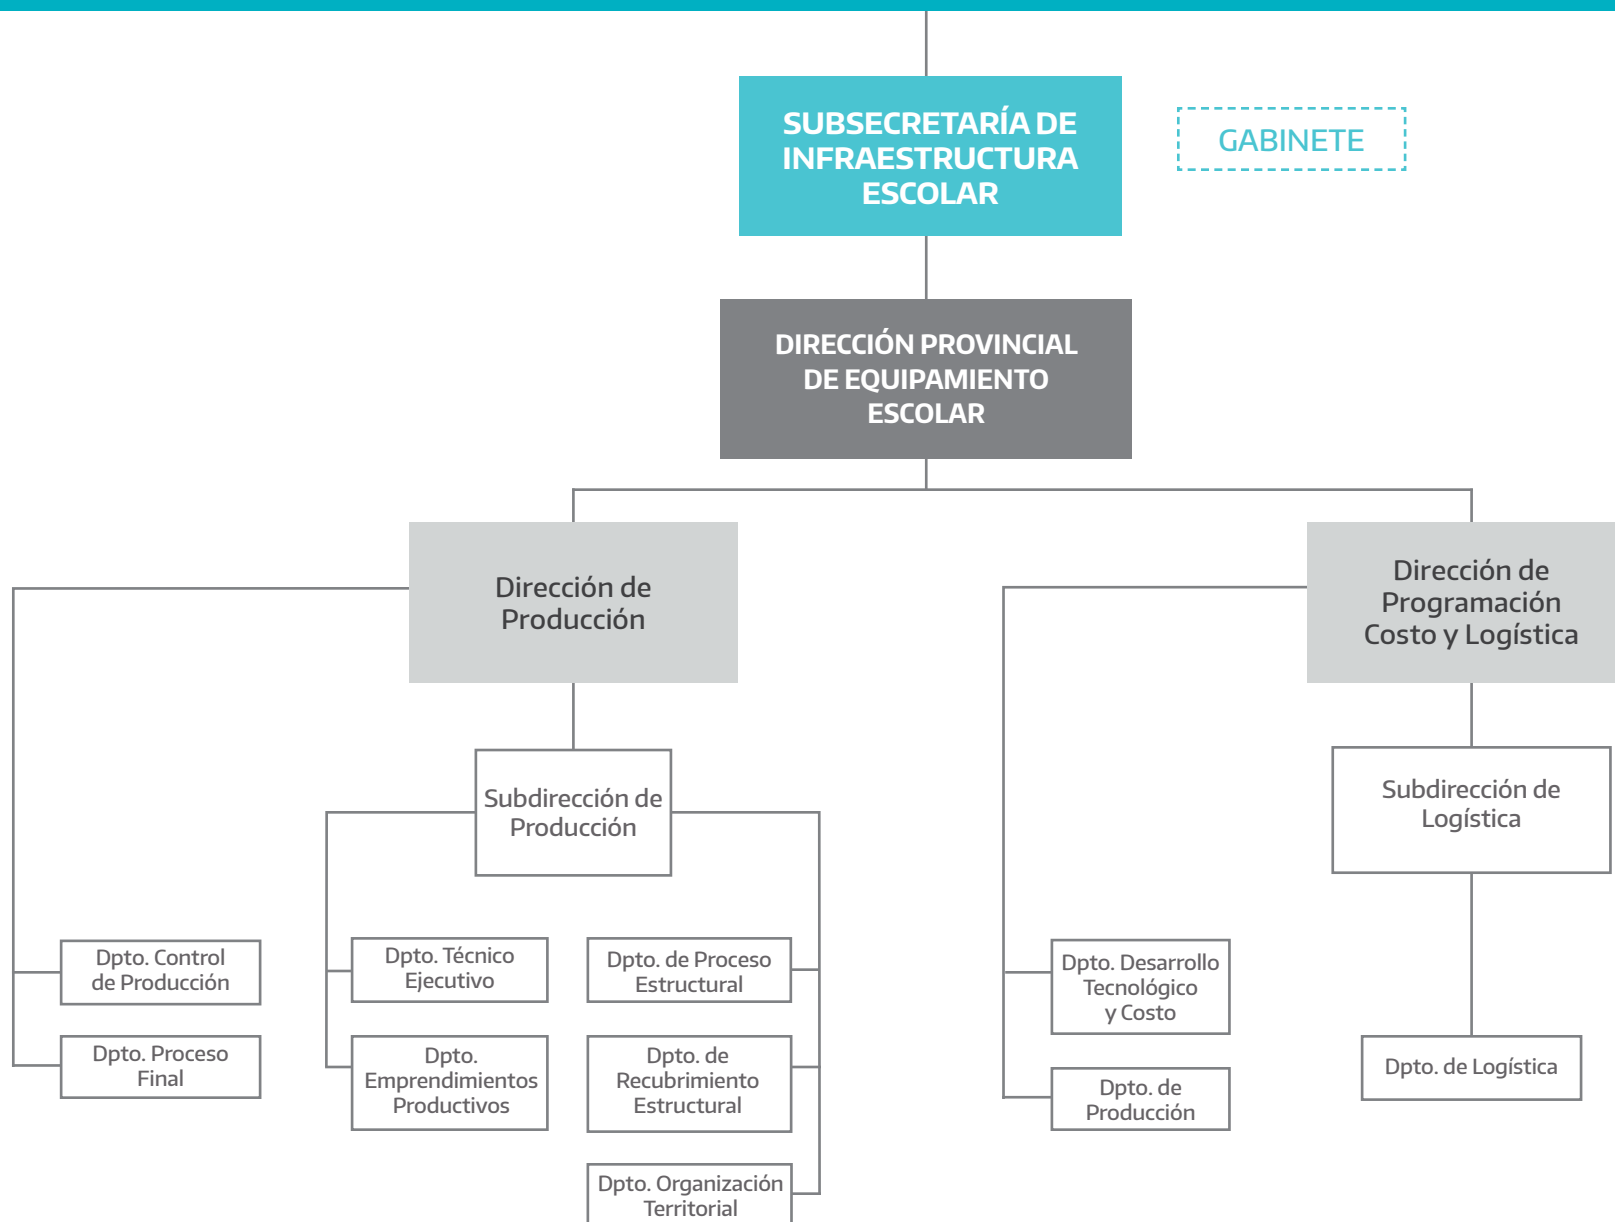 SUBSECRETARÍA DE
INFRAESTRUCTURA
ESCOLAR
GABINETE
DIRECCIÓN PROVINCIAL
DE EQUIPAMIENTO
ESCOLAR
Dirección de
Producción
Dirección de
Programación
Costo y Logística
Subdirección de
Producción
Subdirección de
Logística
Dpto. Control
de Producción
Dpto. Proceso
Final
Dpto. Técnico
Ejecutivo
Dpto.
Emprendimientos
Productivos
Dpto. de Proceso
Estructural
Dpto. de
Recubrimiento
Estructural
Dpto. Organización
Territorial
Dpto. Desarrollo
Tecnológico
y Costo
Dpto. de
Producción
Dpto. de Logística